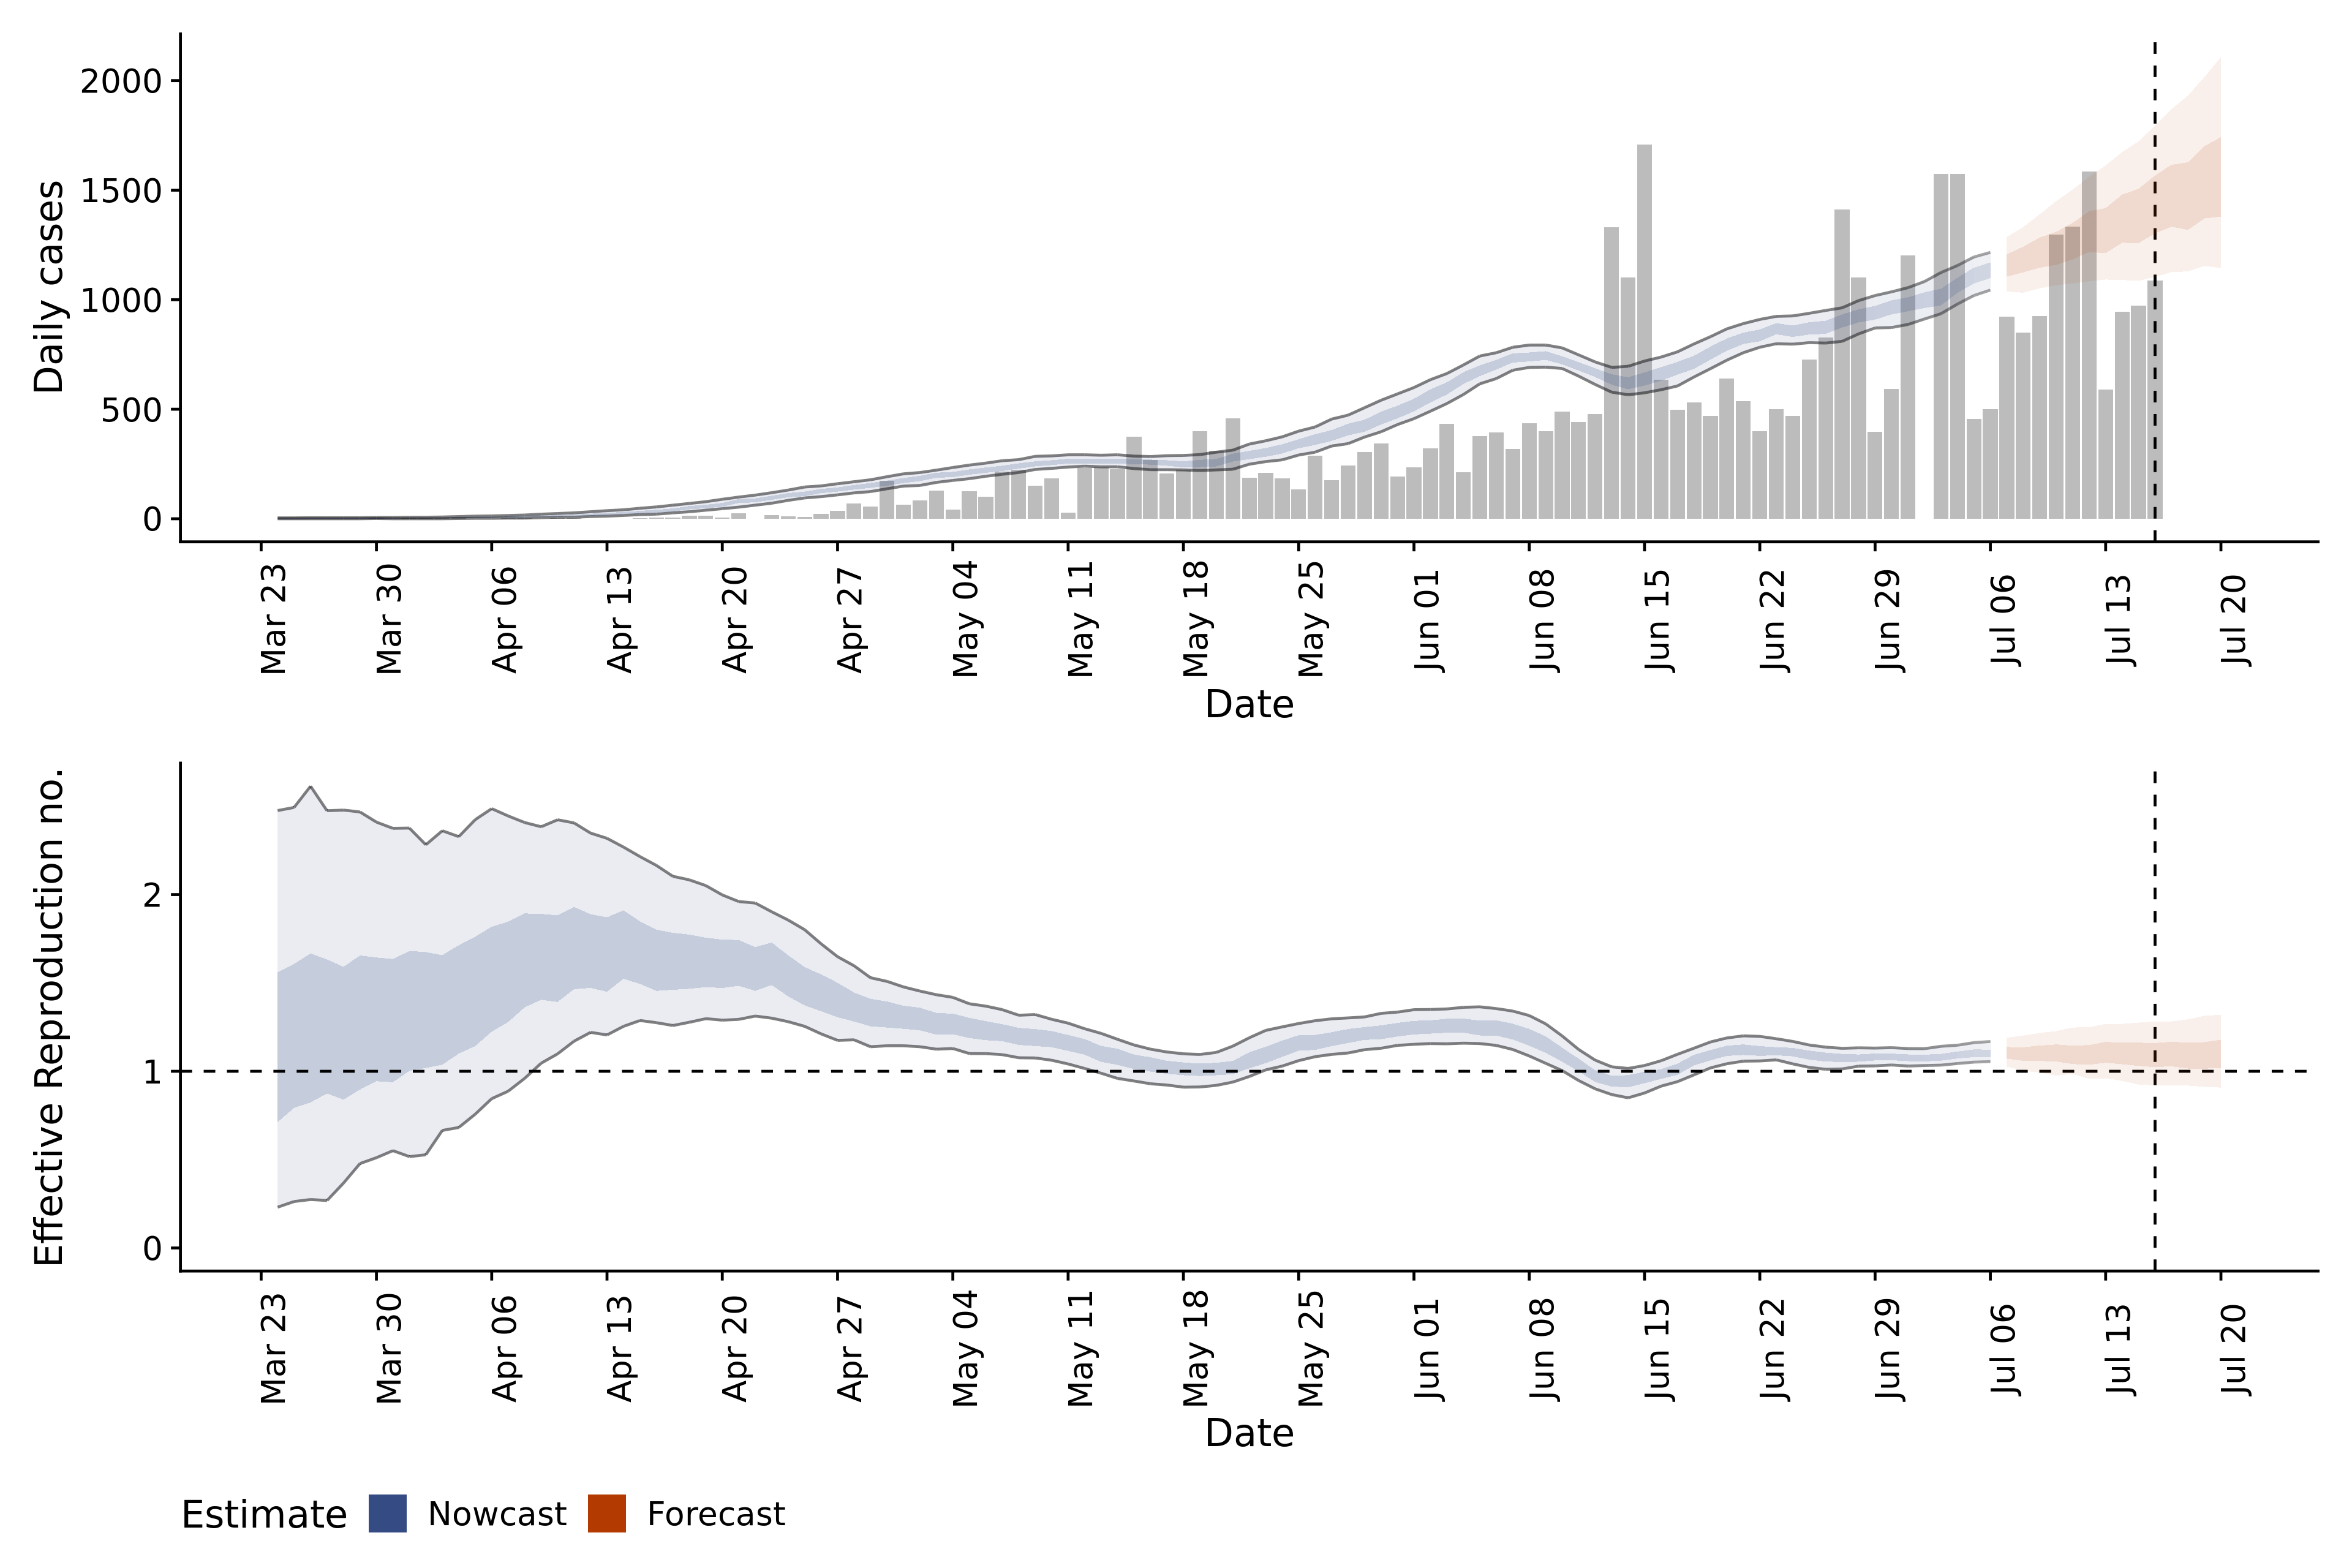 Daily cases
2000
1500
1000
500
0
Mar 23
Mar 30
Apr 06
Apr 13
Apr 20
Apr 27
May 04
May 11
May 18
May 25
Jun 01
Jun 08
Jun 15
Jun 22
Jun 29
Jul 06
Jul 13
Jul 20
Date
Effective Reproduction no.
2
1
0
Mar 23
Mar 30
Apr 06
Apr 13
Apr 20
Apr 27
May 04
May 11
May 18
May 25
Jun 01
Jun 08
Jun 15
Jun 22
Jun 29
Jul 06
Jul 13
Jul 20
Date
Estimate Nowcast Forecast